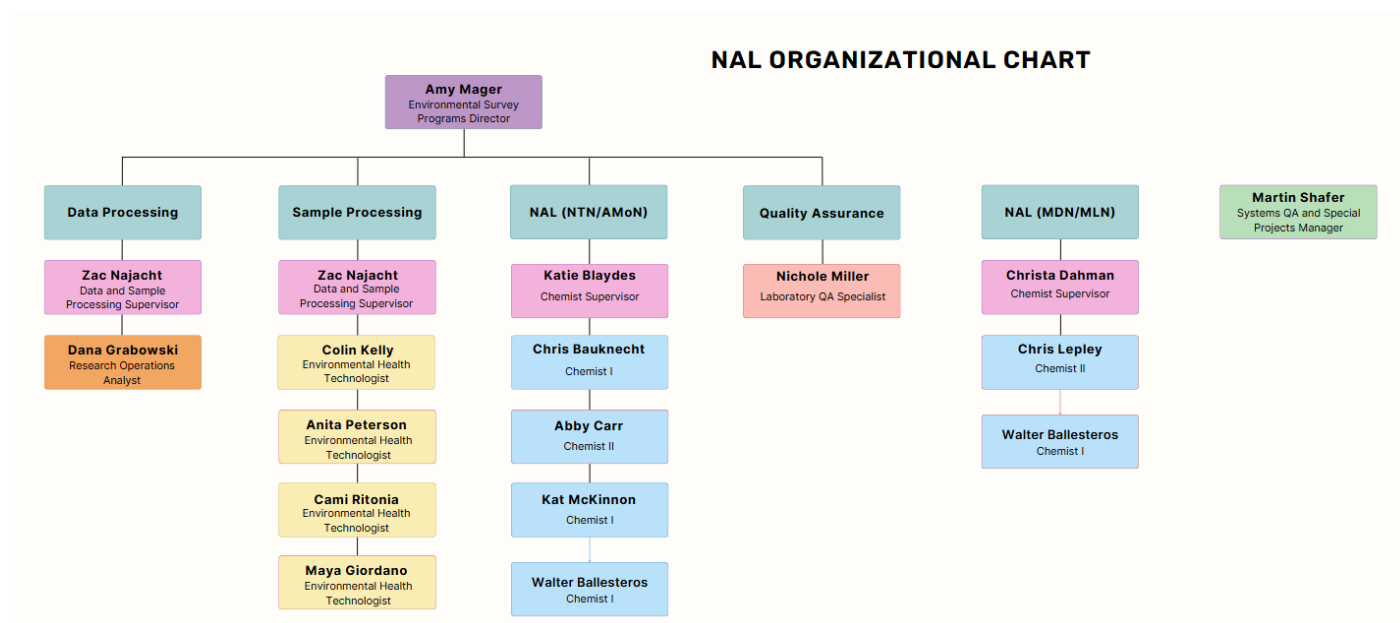 NAL ORGANIZATIONAL CHART
Amy Mager
Environmental Survey
Programs Director
Data Processing
Zac Najacht
Data and Sample
Processing Supervisor
Dana Grabowski
Research Operations
Analyst
Sample Processing
Zac Najacht
Data and Sample
Processing Supervisor
Colin Kelly
Environmental Health
Technologist
Anita Peterson
Environmental Health
Technologist
Cami Ritonia
Environmental Health
Technologist
Maya Giordano
Environmental Health
Technologist
NAL (NTN/AMoN)
Katie Blaydes
Chemist Supervisor
Chris Bauknecht
Chemist I
Abby Carr
Chemist II
Kat McKinnon
Chemist I
Walter Ballesteros
Chemist I
Quality Assurance
Nichole Miller
Laboratory QA Specialist
NAL (MDN/MLN)
Christa Dahman
Chemist Supervisor
Chris Lepley
Chemist II
Walter Ballesteros
Chemist I
Martin Shafer
Systems QA and Special
Projects Manager